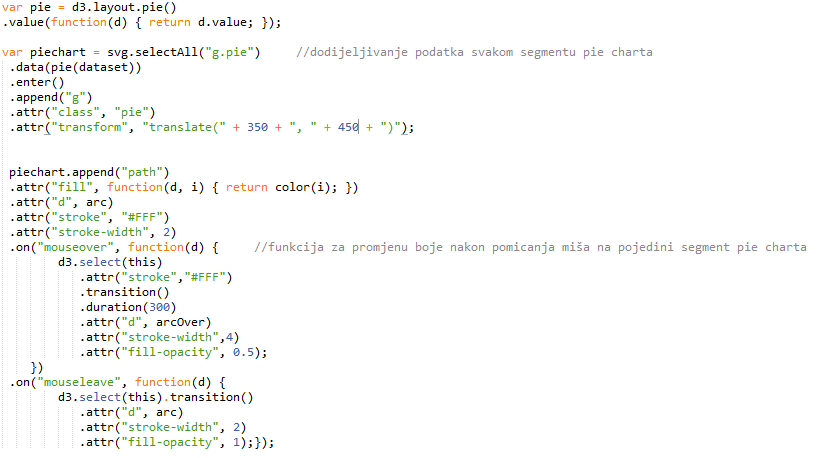 var pie = d3.layout.pie()
.value(function(d) { return d.value; });
var piechart = svg.selectAll("g.pie") //dodijeljivanje podatka svakom segmentu pie charta
.data(pie(dataset))
.enter()
.append("g")
.attr("class", "pie")
.attr("transform", "translate(" + 350 + ", " + 450 + ")");
piechart.append("path")
.attr("fill", function(d, i) { return color(i); })
.attr("d", arc)
.attr("stroke", "#FFF")
.attr("stroke-width", 2)
.on("mouseover", function(d) { //funkcija za promjenu boje nakon pomicanja miša na pojedini segment pie charta
d3.select(this)
.attr("stroke","#FFF")
.transition()
.duration(300)
.attr("d", arcOver)
.attr("stroke-width",4)
.attr("fill-opacity", 0.5);
})
.on("mouseleave", function(d) {
d3.select(this).transition()
.attr("d", arc)
.attr("stroke-width", 2)
.attr("fill-opacity", 1);});